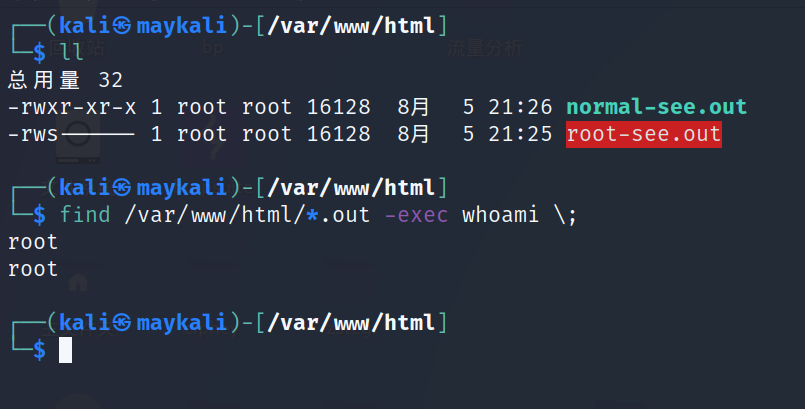 ┌──(kali㉿maykali)-[/var/www/html]
└─$ ll
总用量 32
-rwxr-xr-x 1 root root 16128  8月  5 21:26 normal-see.out
-rws------ 1 root root 16128  8月  5 21:25 root-see.out
┌──(kali㉿maykali)-[/var/www/html]
└─$ find /var/www/html/*.out -exec whoami \;
root
root
┌──(kali㉿maykali)-[/var/www/html]
└─$